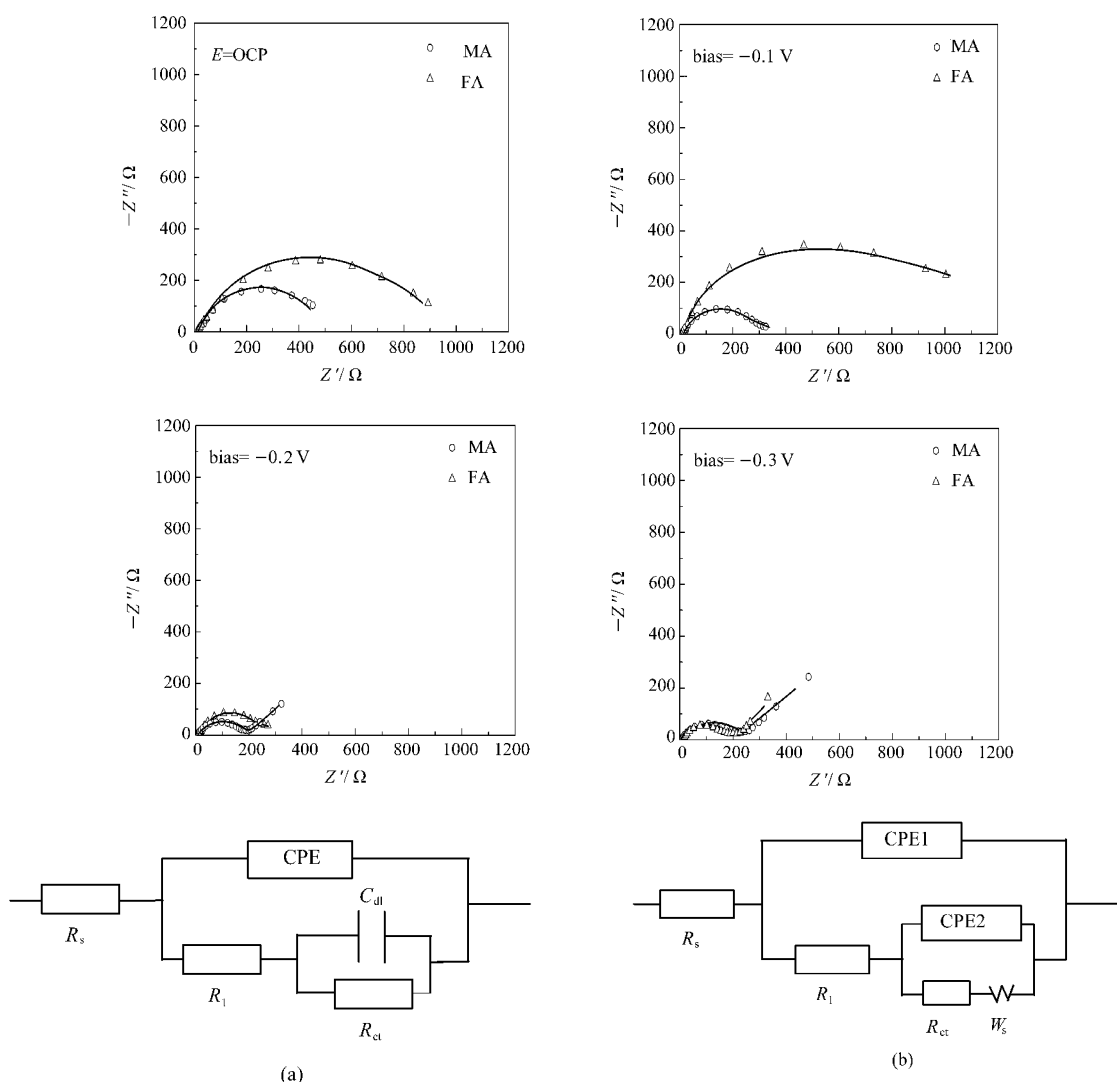 1200
1000
800
600
400
200
0
−Z″/ Ω
E=OCP
MA
FA
0 200 400 600 800 1000 1200
Z′/ Ω
1200
1000
800
600
400
200
0
−Z″/ Ω
bias= −0.1 V
MA
FA
0 200 400 600 800 1000 1200
Z′/ Ω
1200
1000
800
600
400
200
0
−Z″/ Ω
bias= −0.2 V
MA
FA
0 200 400 600 800 1000 1200
Z′/ Ω
1200
1000
800
600
400
200
0
−Z″/ Ω
bias= −0.3 V
MA
FA
0 200 400 600 800 1000 1200
Z′/ Ω
CPE
Cdl
Rs
R1
Rct
(a)
CPE1
CPE2
Rs
R1
Rct
Ws
(b)